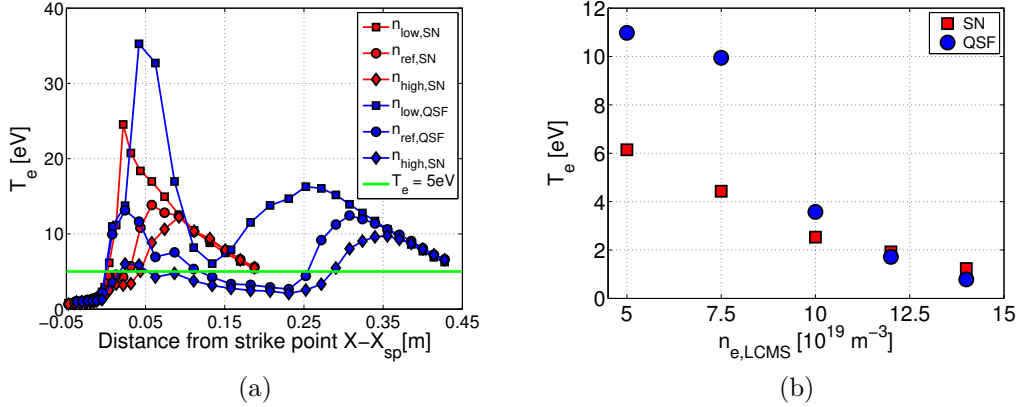 40
30
20
10
0
T_e [eV]
−0.05
0.05
0.15
0.25
0.35
0.45
Distance from strike point X−X_sp[m]
n_low,SN
n_ref,SN
n_high,SN
n_low,QSF
n_ref,QSF
n_high,SN
T_e = 5eV
(a)
12
10
8
6
4
2
0
T_e [eV]
5
7.5
10
12.5
15
n_e,LCMS [10^19 m^-3]
SN
QSF
(b)